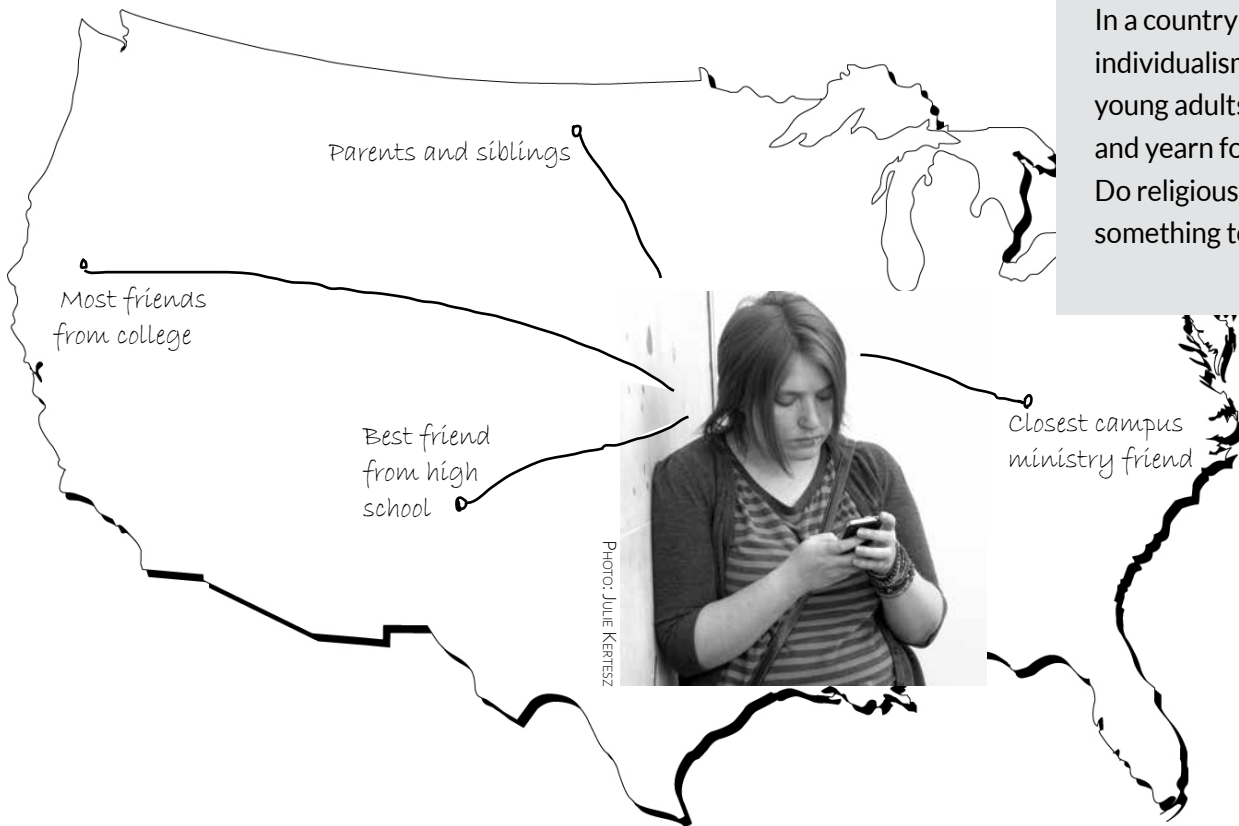 In a country
individualism
young adults
and yearn fo
Do religious
something to
Parents and siblings
Most friends
from college
Best friend
from high
school
Closest campus
ministry friend
PHOTO: JULIE KERTESZ